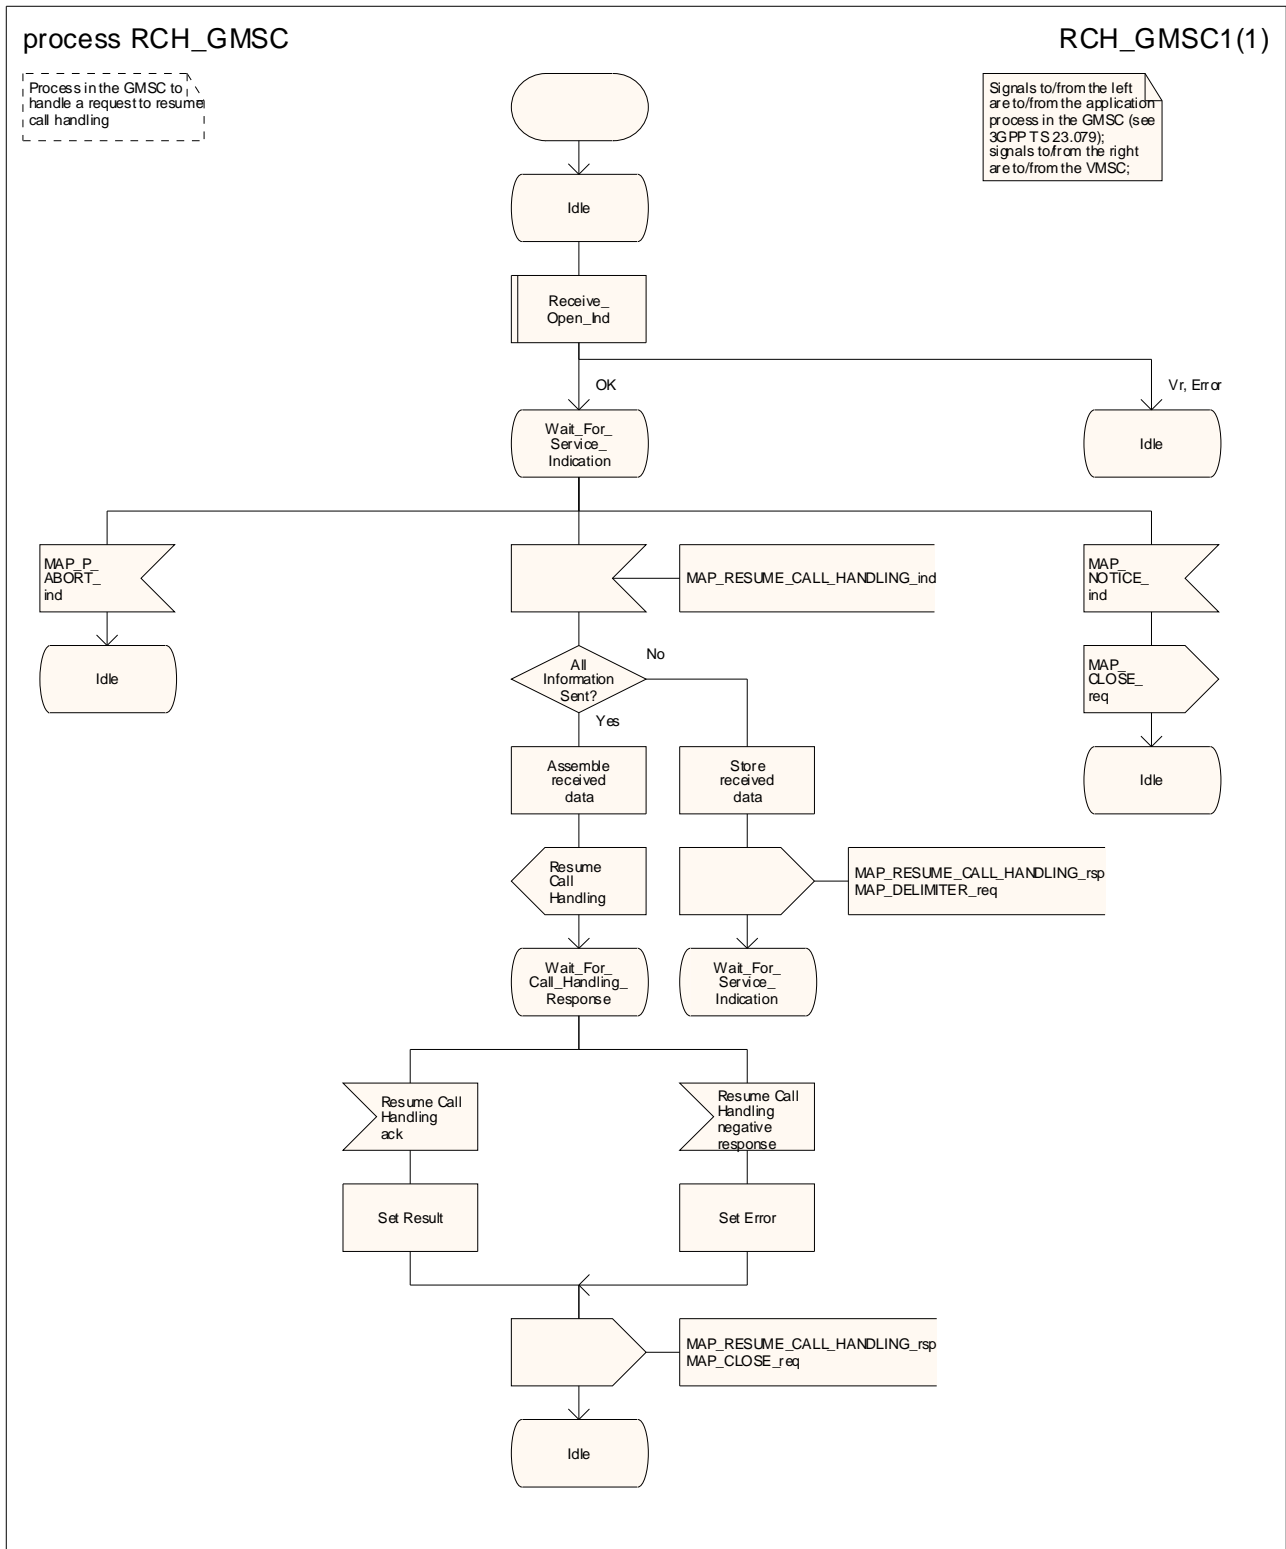 process RCH_GMSC
RCH_GMSC1(1)
Process in the GMSC to
handle a request to resume
call handling
Signals to/from the left
are to/from the application
process in the GMSC (see
3GPP TS 23.079);
signals to/from the right
are to/from the VMSC;
Idle
Receive_
Open_Ind
OK
Vr, Error
Wait_For_
Service_
Indication
Idle
MAP_P_
ABORT_
ind
MAP_RESUME_CALL_HANDLING_ind
MAP_
NOTICE_
ind
Idle
All
Information
Sent?
No
Yes
MAP_
CLOSE_
req
Assemble
received
data
Store
received
data
Idle
Resume
Call
Handling
MAP_RESUME_CALL_HANDLING_rsp
MAP_DELIMITER_req
Wait_For_
Call_Handling_
Response
Wait_For_
Service_
Indication
Resume Call
Handling
ack
Resume Call
Handling
negative
response
Set Result
Set Error
MAP_RESUME_CALL_HANDLING_rsp
MAP_CLOSE_req
Idle